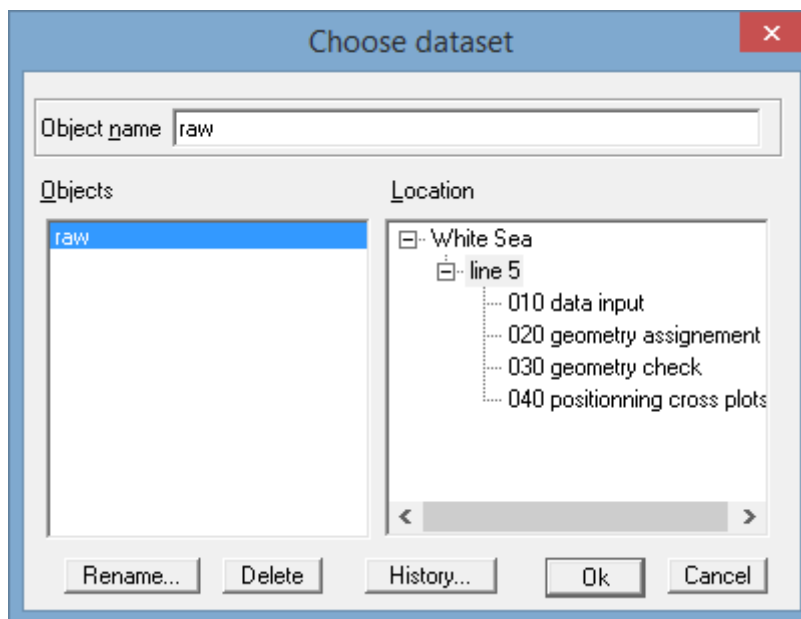 Choose dataset
Object name raw
Objects
raw
Location
White Sea
line 5
010 data input
020 geometry assignement
030 geometry check
040 positionning cross plots
Rename...
Delete
History...
Ok
Cancel